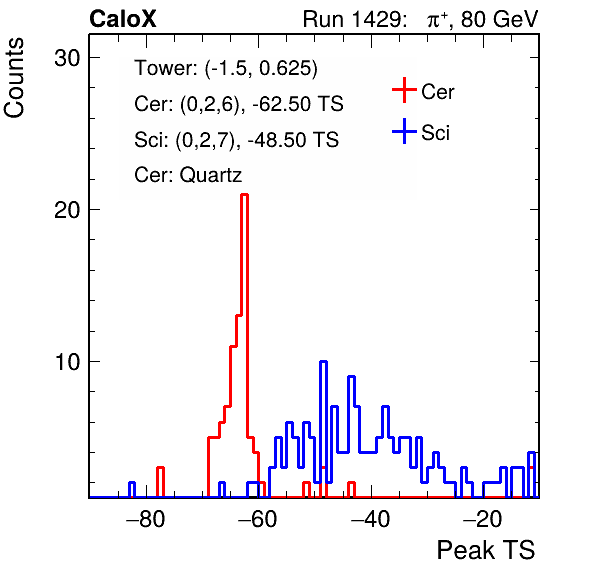 CaloX Run 1429: π+, 80 GeV
Counts
30
20
10
Tower: (-1.5, 0.625)
Cer: (0,2,6), -62.50 TS
Sci: (0,2,7), -48.50 TS
Cer: Quartz
Cer
Sci
−80 −60 −40 −20
Peak TS